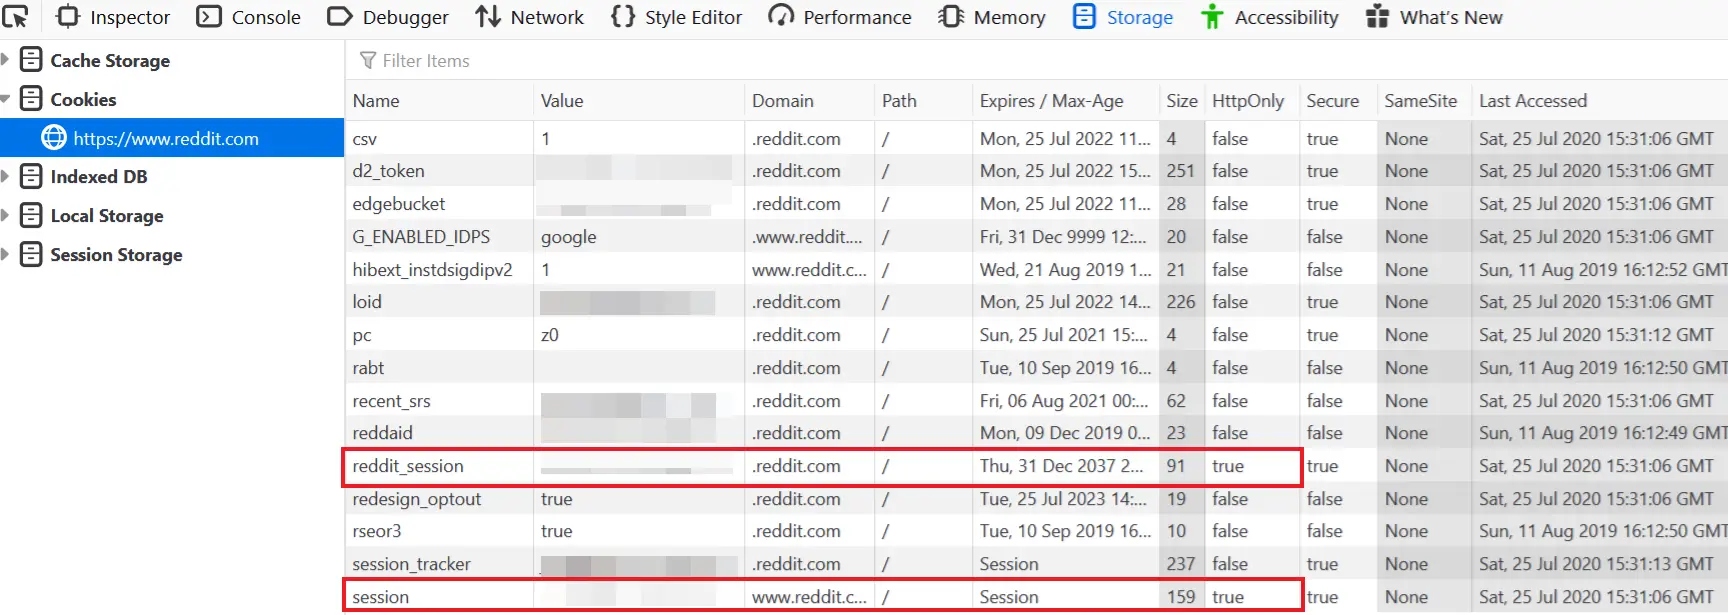 Inspector Console Debugger Network Style Editor Performance Memory Storage Accessibility What's New
Cache Storage
Cookies
https://www.reddit.com
Indexed DB
Local Storage
Session Storage
Filter Items
Name Value Domain Path Expires / Max-Age Size HttpOnly Secure SameSite Last Accessed
csv 1 .reddit.com / Mon, 25 Jul 2022 11... 4 false true None Sat, 25 Jul 2020 15:31:06 GMT
d2_token .reddit.com / Mon, 25 Jul 2022 15... 251 false true None Sat, 25 Jul 2020 15:31:06 GMT
edgebucket .reddit.com / Mon, 25 Jul 2022 11... 28 false true None Sat, 25 Jul 2020 15:31:06 GMT
G_ENABLED_IDPS google .www.reddit.... / Fri, 31 Dec 9999 12:... 20 false false None Sat, 25 Jul 2020 15:31:06 GMT
hibext_instdsigdipv2 1 www.reddit.c... / Wed, 21 Aug 2019 1... 21 false false None Sun, 11 Aug 2019 16:12:52 GMT
loid .reddit.com / Mon, 25 Jul 2022 14... 226 false true None Sat, 25 Jul 2020 15:31:06 GMT
pc z0 .reddit.com / Sun, 25 Jul 2021 15:... 4 false true None Sat, 25 Jul 2020 15:31:12 GMT
rabt .reddit.com / Tue, 10 Sep 2019 16... 4 false false None Sun, 11 Aug 2019 16:12:50 GMT
recent_srs .reddit.com / Fri, 06 Aug 2021 00:... 62 false false None Sat, 25 Jul 2020 15:31:06 GMT
reddaid .reddit.com / Mon, 09 Dec 2019 0... 23 false false None Sun, 11 Aug 2019 16:12:49 GMT
reddit_session .reddit.com / Thu, 31 Dec 2037 2... 91 true true None Sat, 25 Jul 2020 15:31:06 GMT
redesign_optout true .reddit.com / Tue, 25 Jul 2023 14:... 19 false false None Sat, 25 Jul 2020 15:31:06 GMT
rseor3 true .reddit.com / Tue, 10 Sep 2019 16... 10 false false None Sun, 11 Aug 2019 16:12:50 GMT
session_tracker .reddit.com / Session 237 false true None Sat, 25 Jul 2020 15:31:13 GMT
session www.reddit.c... / Session 159 true true None Sat, 25 Jul 2020 15:31:06 GMT